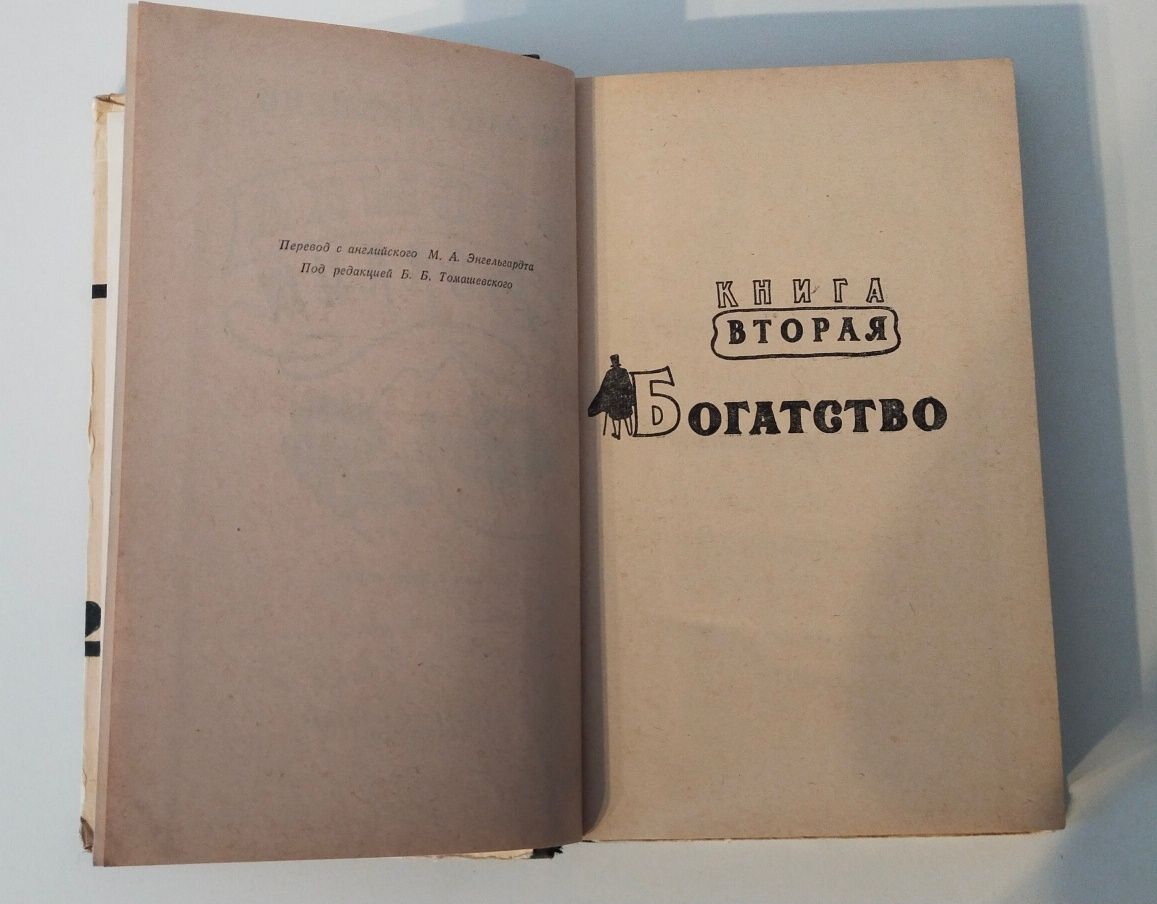 Перевод с английского М. А. Энгельгардта
Под редакцией Б. Б. Томашевского
КНИГА
ВТОРАЯ
БОГАТСТВО